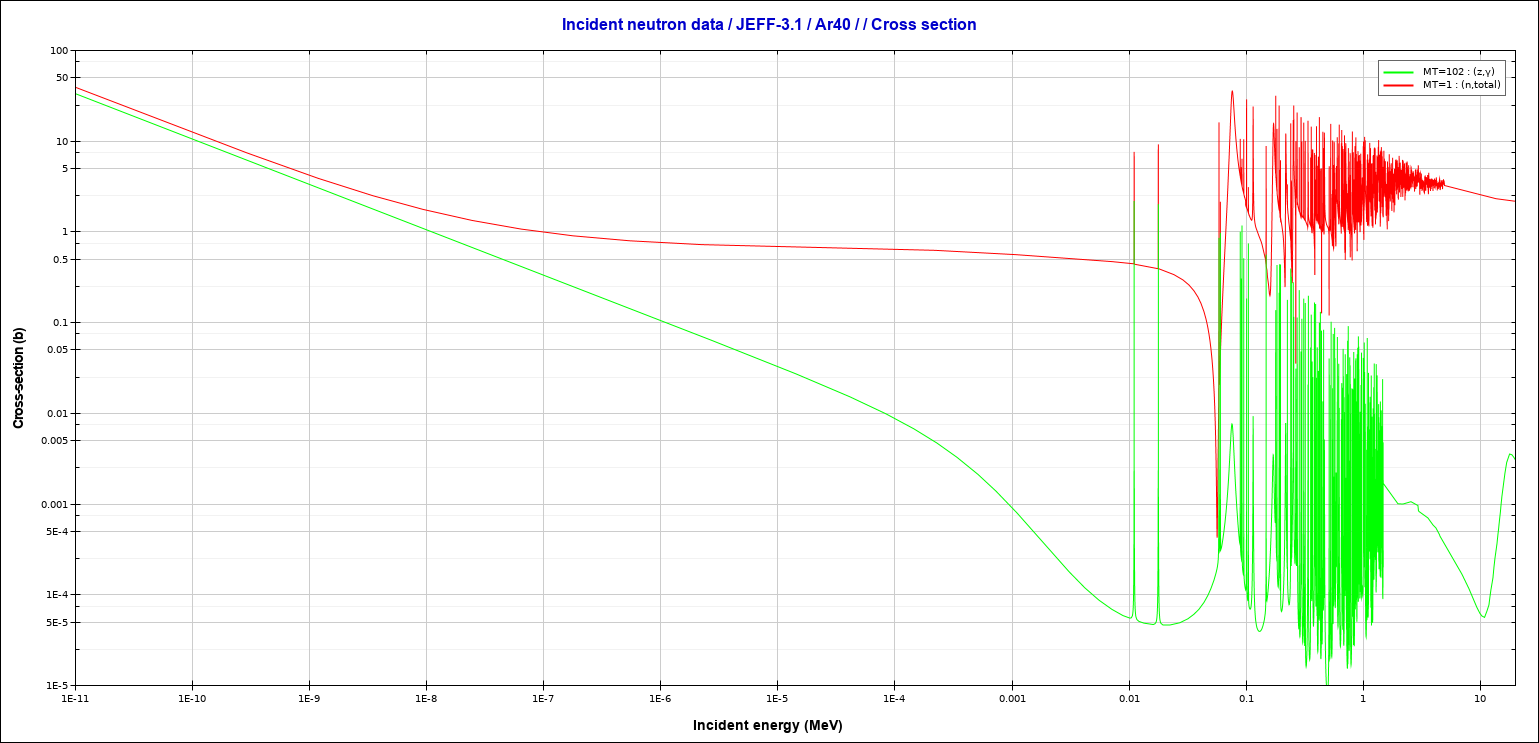 Incident neutron data / JEFF-3.1 / Ar40 / / Cross section
MT=102 : (z,γ)
MT=1 : (n,total)
Cross-section (b)
100
50
10
5
1
0.5
0.1
0.05
0.01
0.005
0.001
5E-4
1E-4
5E-5
1E-5
1E-11
1E-10
1E-9
1E-8
1E-7
1E-6
1E-5
1E-4
0.001
0.01
0.1
1
10
Incident energy (MeV)